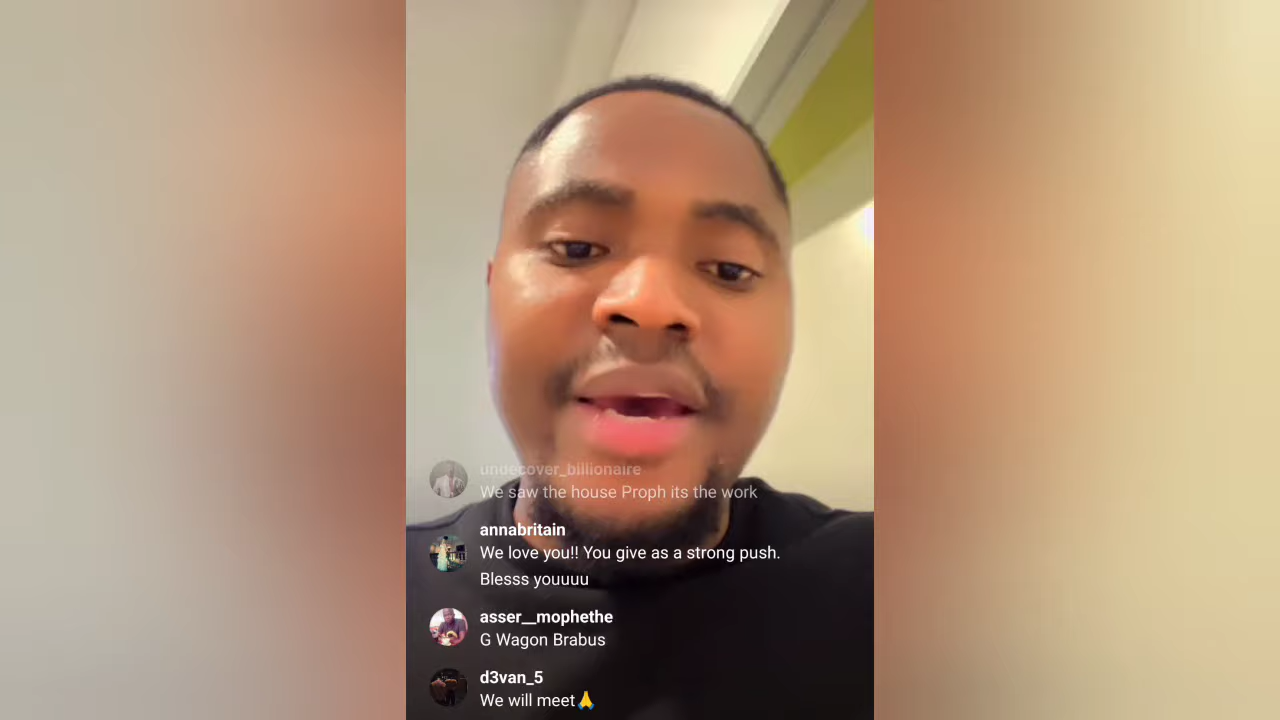 undecover_biilionaire
We saw the house Proph its the work
annabritain
We love you!! You give as a strong push.
Blesss youuuu
asser__mophethe
G Wagon Brabus
d3van_5
We will meet🙏